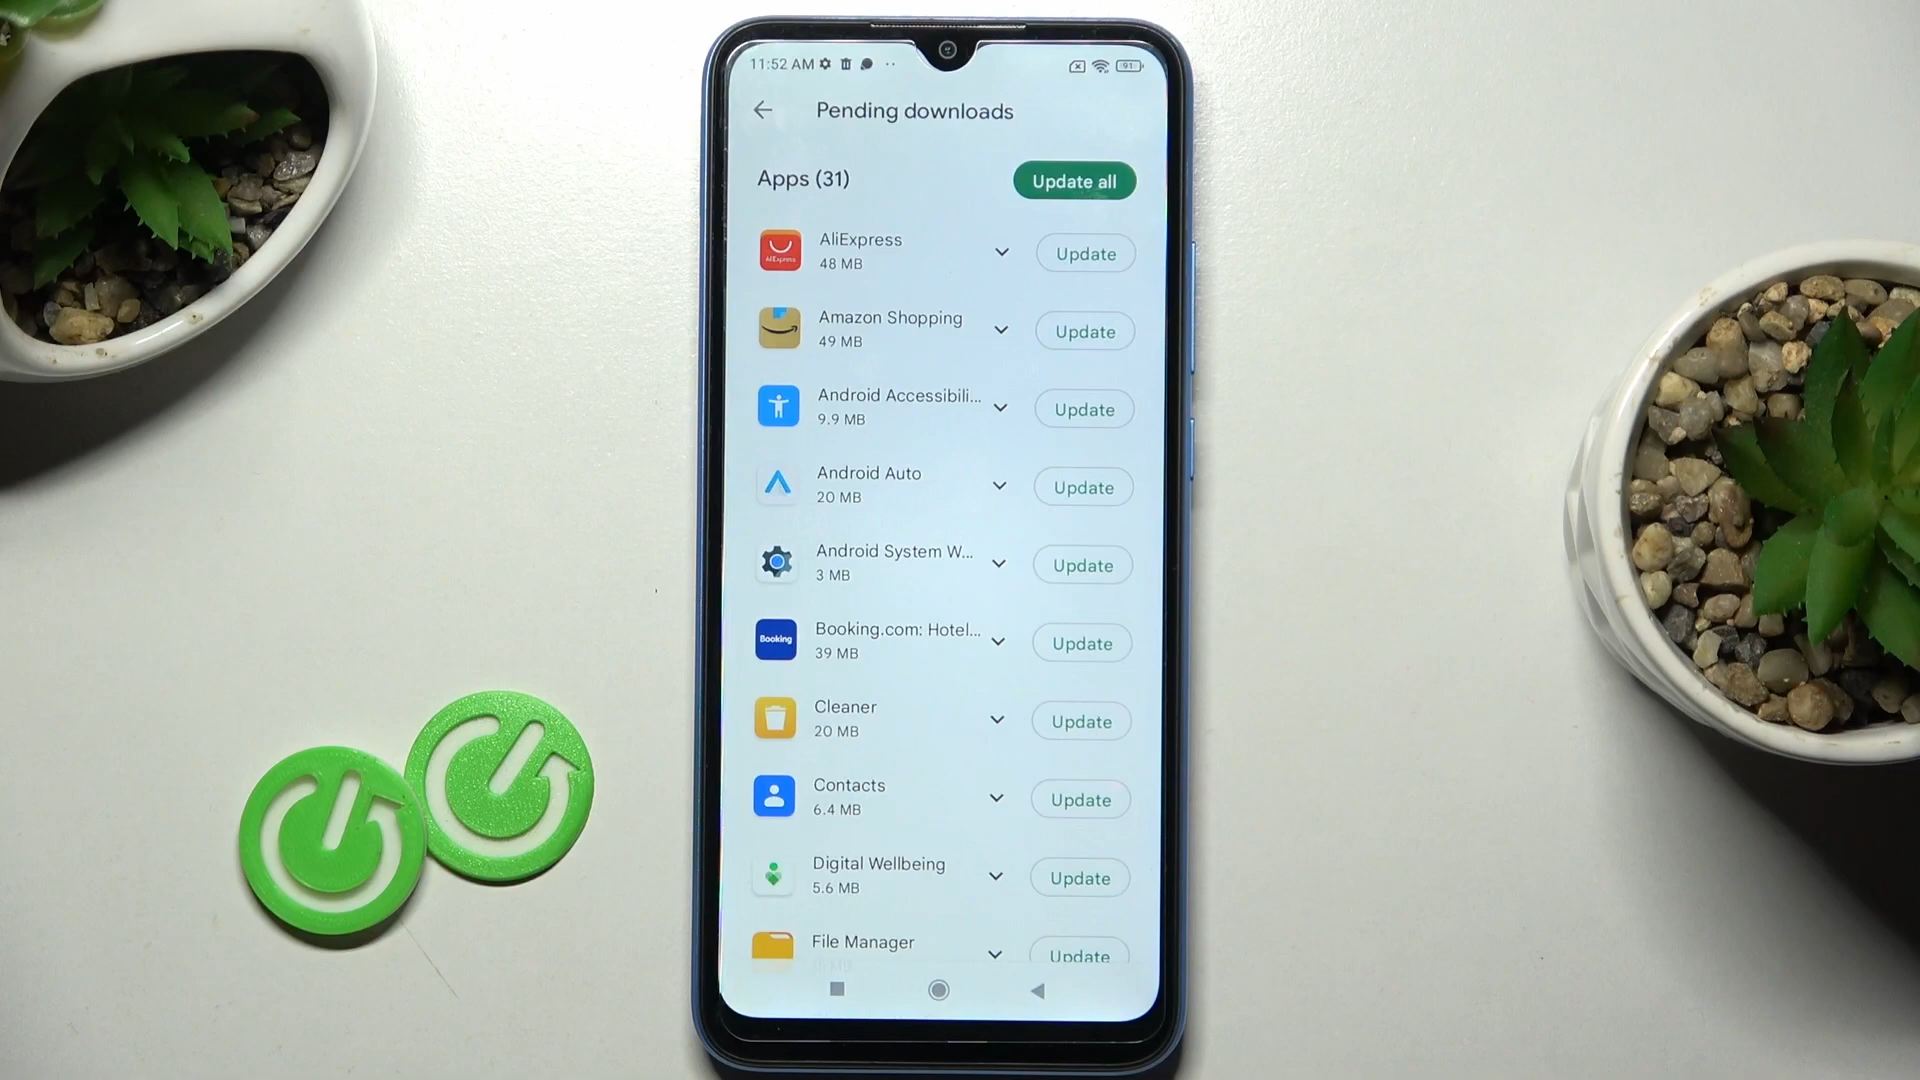 11:52 AM
91
Pending downloads
Apps (31)
Update all
AliExpress
AliExpress
48 MB
Update
Amazon Shopping
49 MB
Update
Android Accessibili...
9.9 MB
Update
Android Auto
20 MB
Update
Android System W...
3 MB
Update
Booking
Booking.com: Hotel...
39 MB
Update
Cleaner
20 MB
Update
Contacts
6.4 MB
Update
Digital Wellbeing
5.6 MB
Update
File Manager
Update